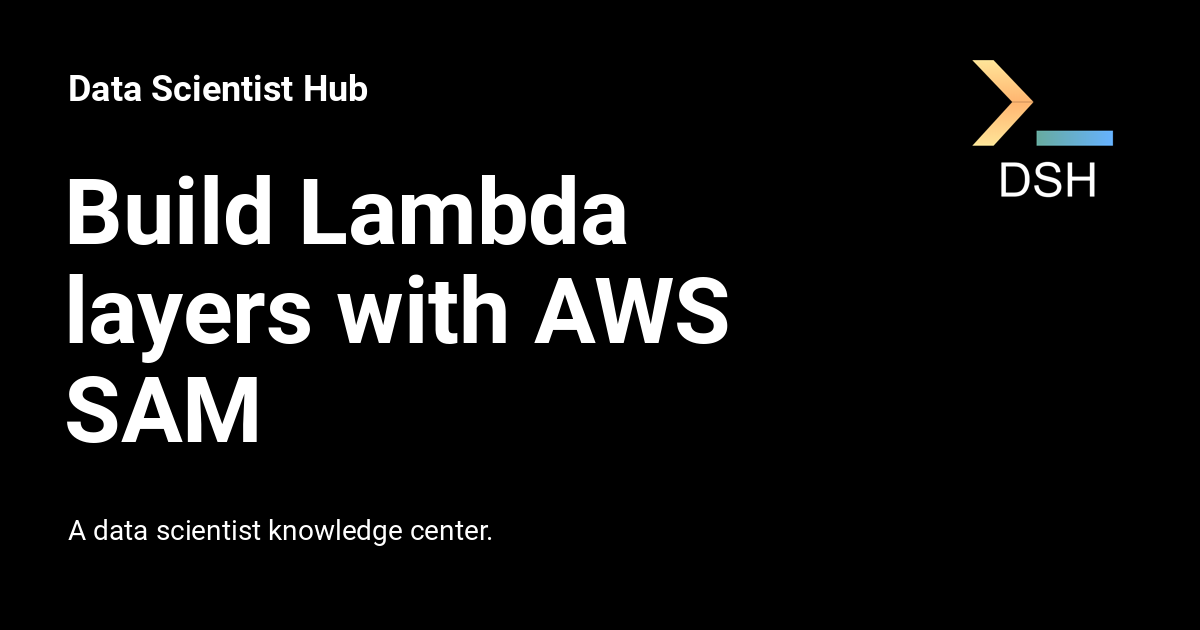 Data Scientist Hub
DSH
Build Lambda
layers with AWS
SAM
A data scientist knowledge center.